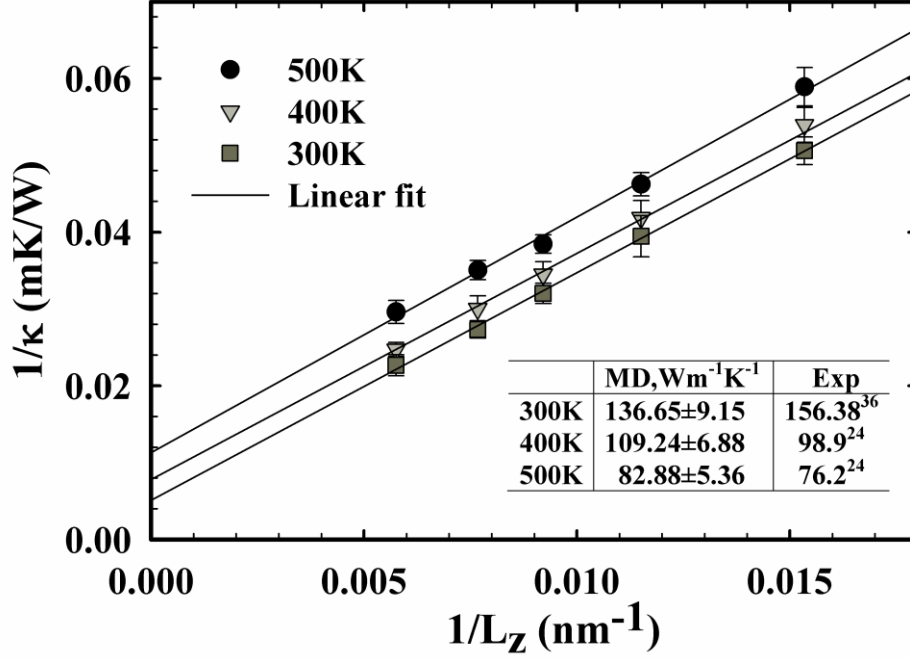 0.06
500K
400K
300K
Linear fit
1/κ (mK/W)
0.04
0.02
MD,Wm⁻¹K⁻¹ Exp
300K 136.65±9.15 156.38³⁶
400K 109.24±6.88 98.9²⁴
500K 82.88±5.36 76.2²⁴
0.00
0.000 0.005 0.010 0.015
1/L_Z (nm⁻¹)